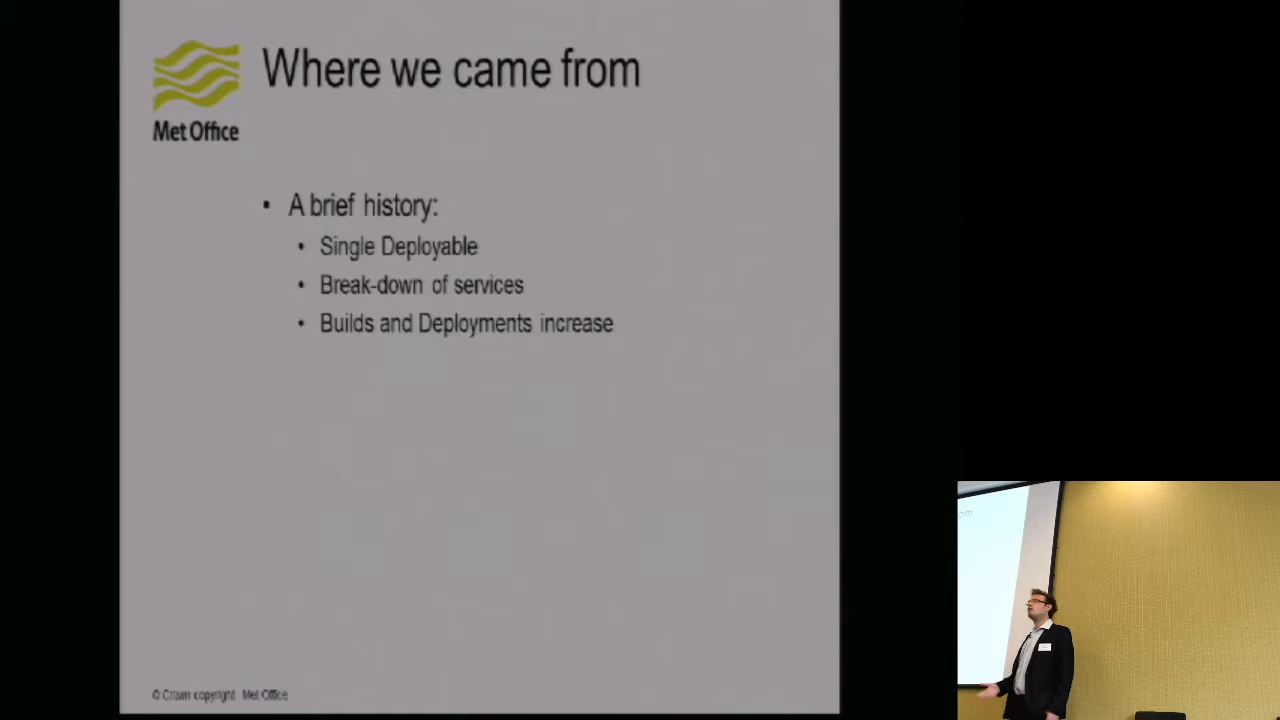 Where we came from
Met Office
• A brief history:
• Single Deployable
• Break-down of services
• Builds and Deployments increase
© Crown copyright Met Office
om